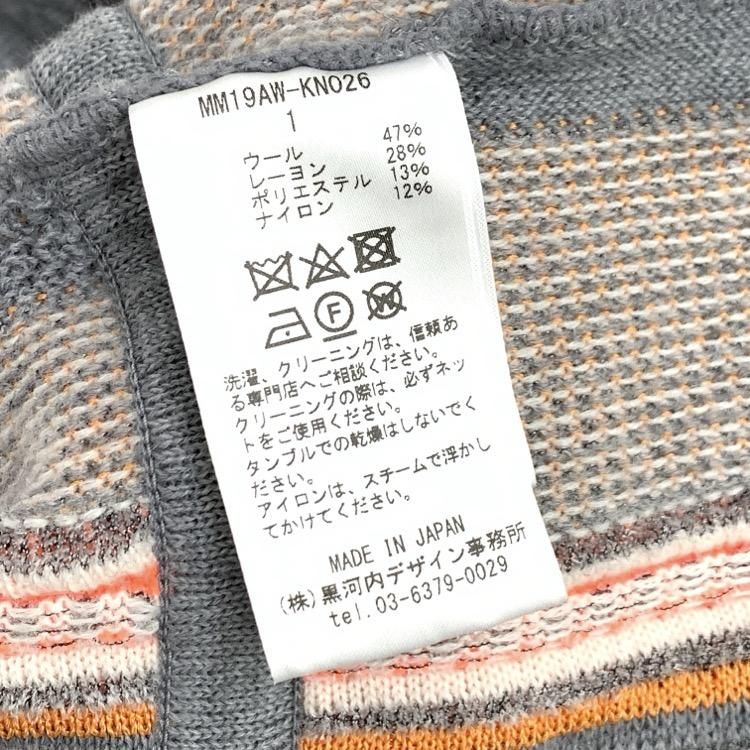 MM19AW-KN026
1
ウール 47%
レーヨン 28%
ポリエステル 13%
ナイロン 12%
F
W
洗濯、クリーニングは、信頼あ
る専門店へご相談ください。
クリーニングの際は、必ずネッ
トをご使用ください。
タンブルでの乾燥はしないでく
ださい。
アイロンは、スチームで浮かし
てかけてください。
MADE IN JAPAN
(株)黒河内デザイン事務所
tel. 03-6379-0029